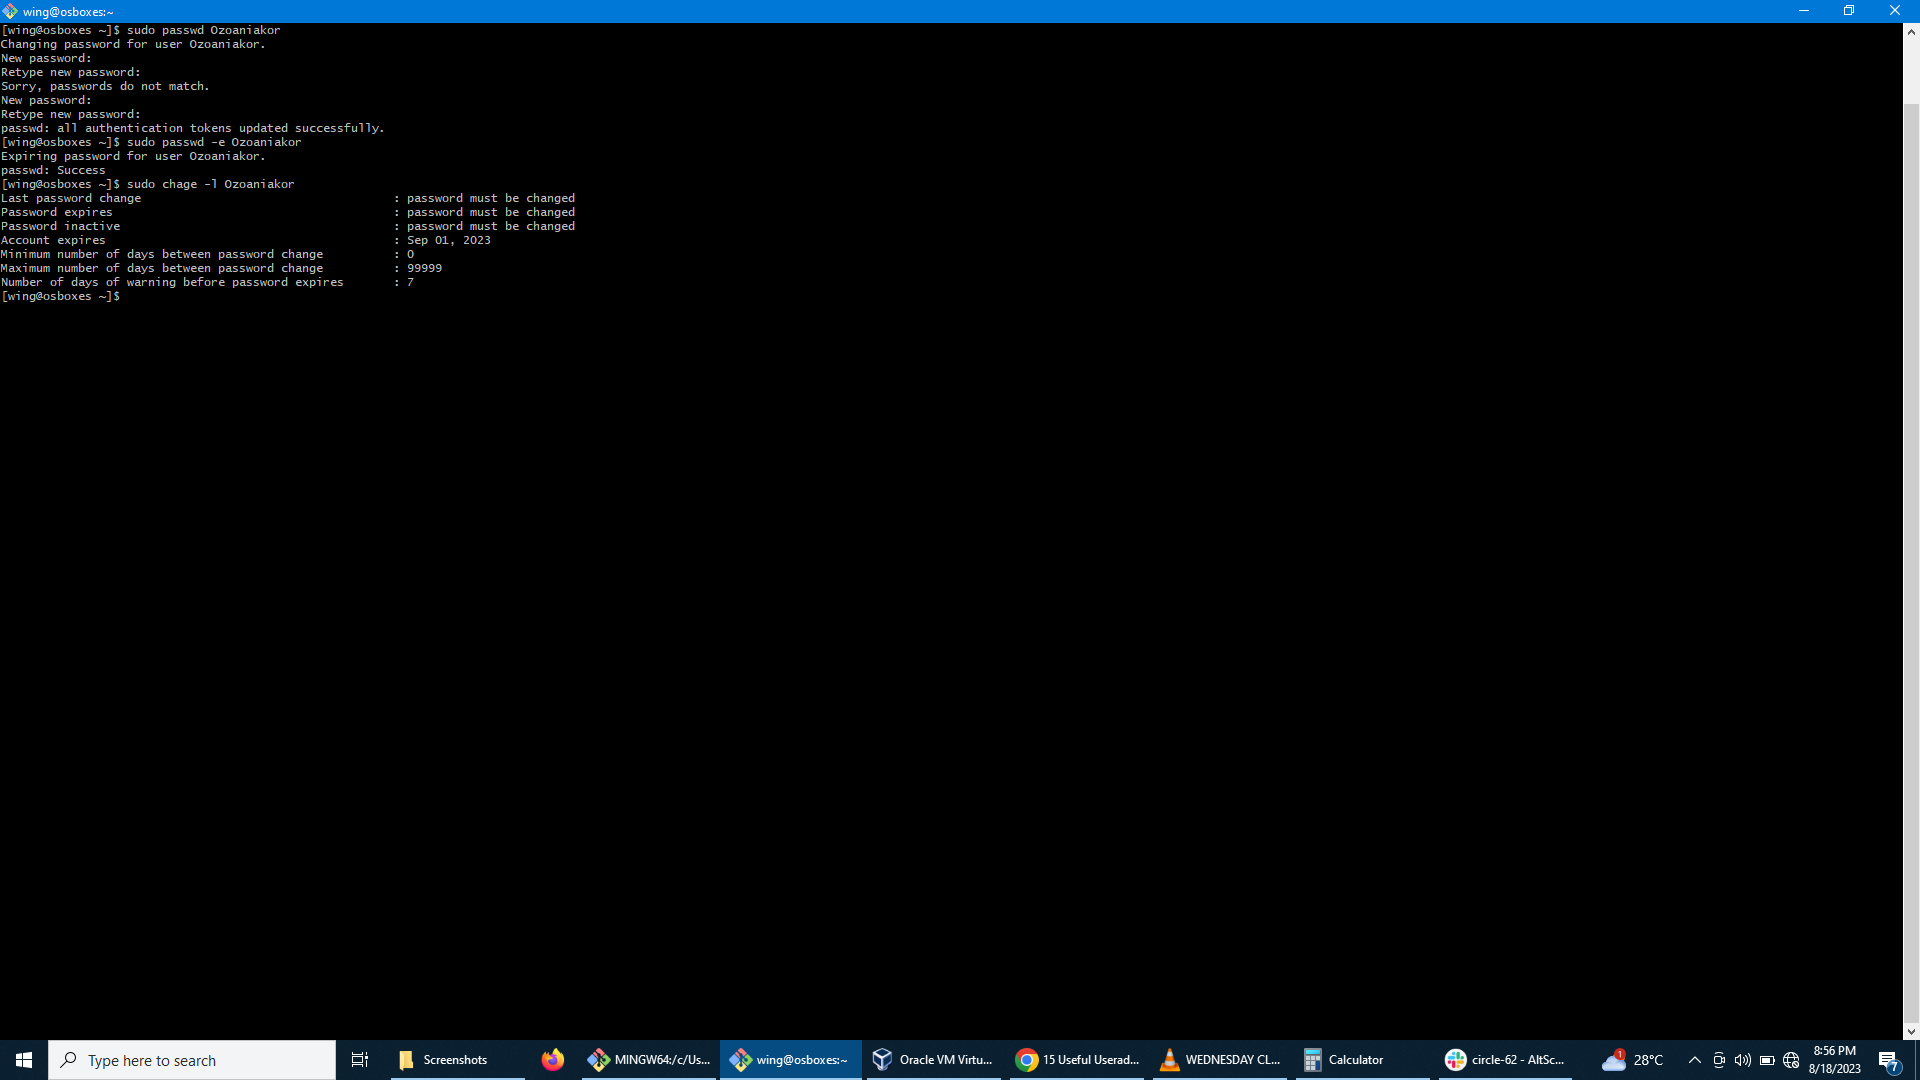 wing@osboxes:~
[wing@osboxes ~]$ sudo passwd Ozoaniakor
Changing password for user Ozoaniakor.
New password:
Retype new password:
Sorry, passwords do not match.
New password:
Retype new password:
passwd: all authentication tokens updated successfully.
[wing@osboxes ~]$ sudo passwd -e Ozoaniakor
Expiring password for user Ozoaniakor.
passwd: Success
[wing@osboxes ~]$ sudo chage -l Ozoaniakor
Last password change : password must be changed
Password expires : password must be changed
Password inactive : password must be changed
Account expires : Sep 01, 2023
Minimum number of days between password change : 0
Maximum number of days between password change : 99999
Number of days of warning before password expires : 7
[wing@osboxes ~]$
Type here to search
Screenshots
MINGW64:/c/Us...
wing@osboxes:~
Oracle VM Virtu...
15 Useful Userad...
WEDNESDAY CL...
Calculator
circle-62 - AltSc...
1
28°C
8:56 PM
8/18/2023
7